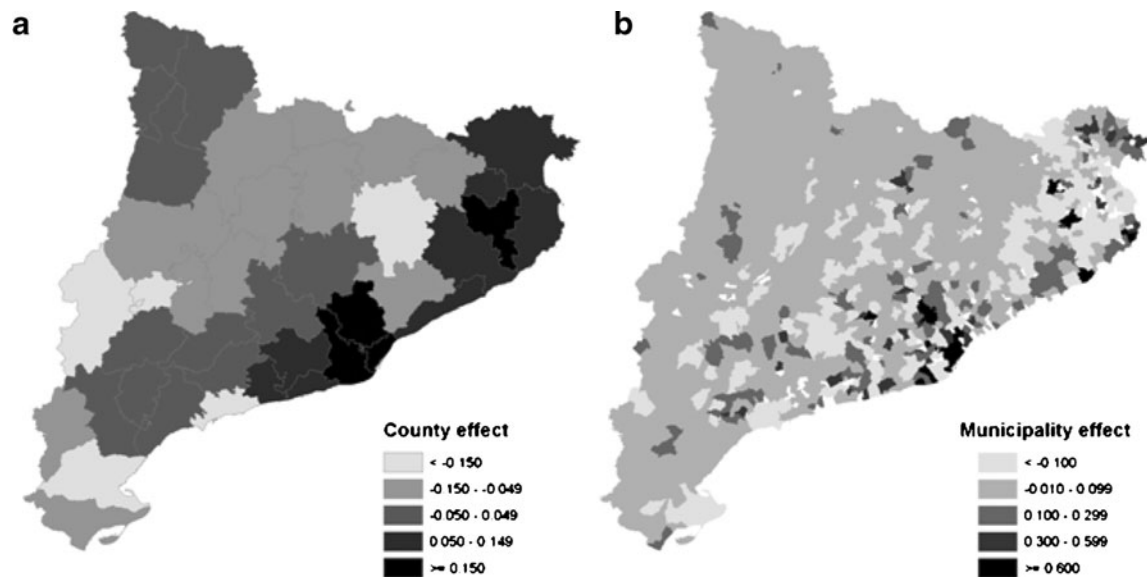 a
b
County effect
< -0 150
-0.150 - -0.049
-0.050 - 0.049
0 050 - 0.149
>= 0 150
Municipality effect
< -0 100
-0.010 - 0.099
0 100 - 0.299
0 300 - 0.599
>= 0 600